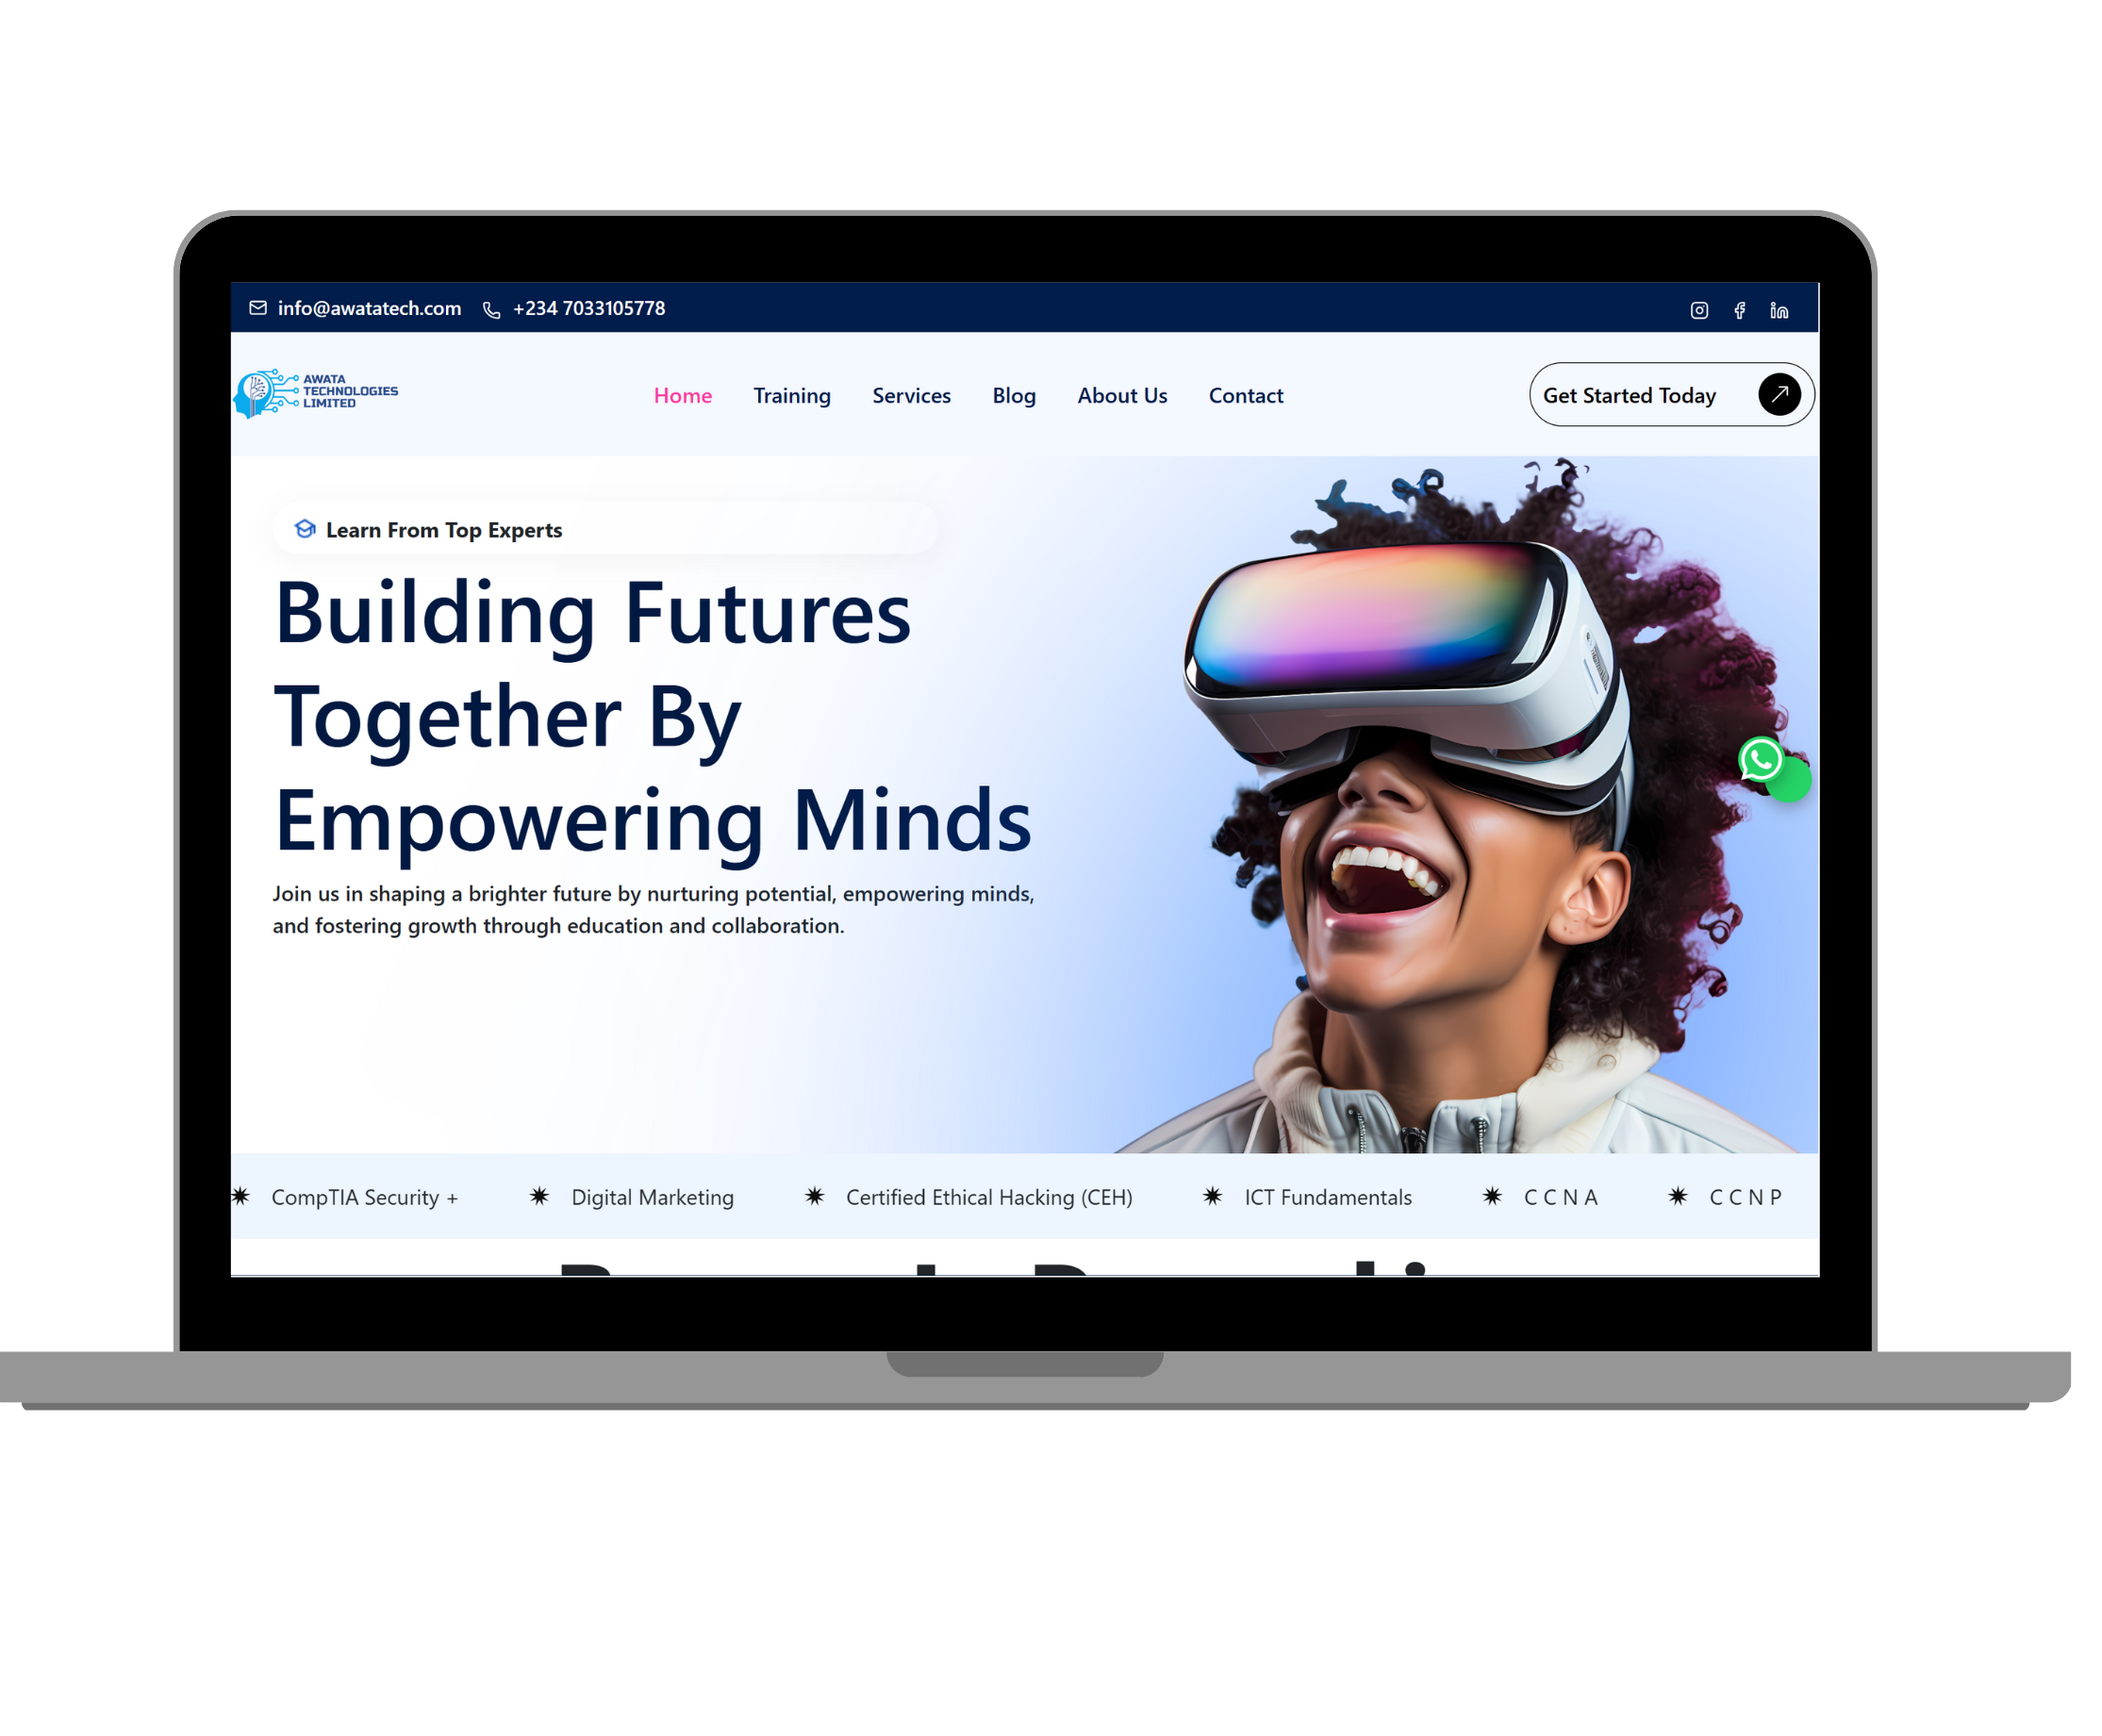 info@awatatech.com +234 7033105778
AWATA
TECHNOLOGIES
LIMITED
Home Training Services Blog About Us Contact
Get Started Today
Learn From Top Experts
Building Futures
Together By
Empowering Minds
Join us in shaping a brighter future by nurturing potential, empowering minds,
and fostering growth through education and collaboration.
CompTIA Security + Digital Marketing Certified Ethical Hacking (CEH) ICT Fundamentals C C N A C C N P